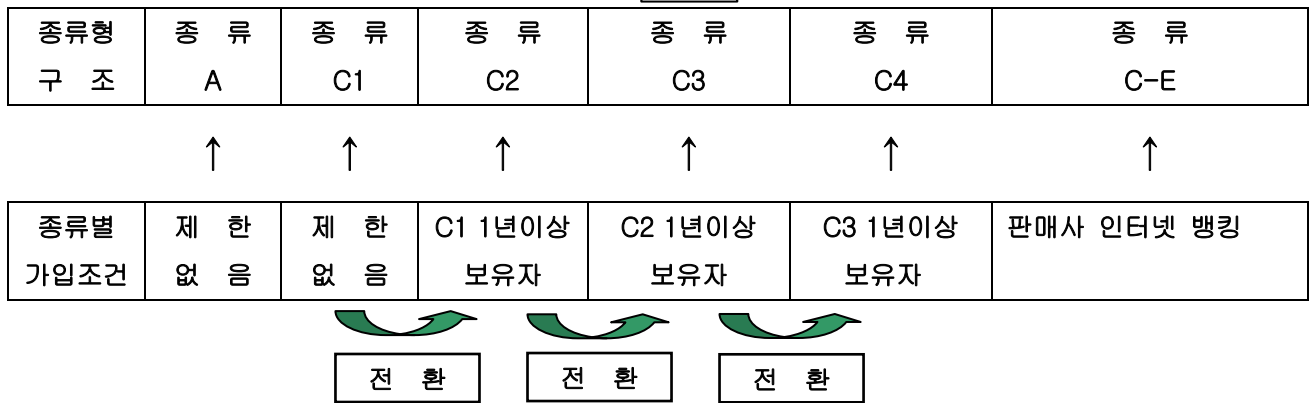 종류형 종 류 종 류 종 류 종 류 종 류 종 류
구 조 A C1 C2 C3 C4 C-E
↑ ↑ ↑ ↑ ↑ ↑
종류별 제 한 제 한 C1 1년이상 C2 1년이상 C3 1년이상 판매사 인터넷 뱅킹
가입조건 없 음 없 음 보유자 보유자 보유자
전 환 전 환 전 환